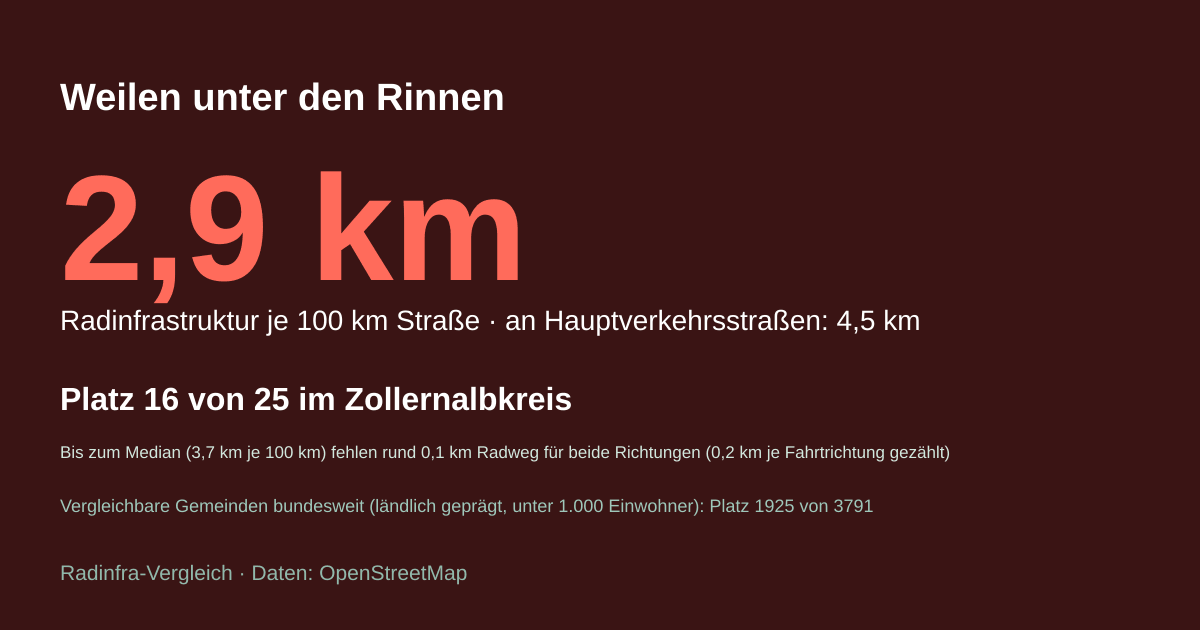 Weilen unter den Rinnen
2,9 km
Radinfrastruktur je 100 km Straße · an Hauptverkehrsstraßen: 4,5 km
Platz 16 von 25 im Zollernalbkreis
Bis zum Median (3,7 km je 100 km) fehlen rund 0,1 km Radweg für beide Richtungen (0,2 km je Fahrtrichtung gezählt)
Vergleichbare Gemeinden bundesweit (ländlich geprägt, unter 1.000 Einwohner): Platz 1925 von 3791
Radinfra-Vergleich · Daten: OpenStreetMap